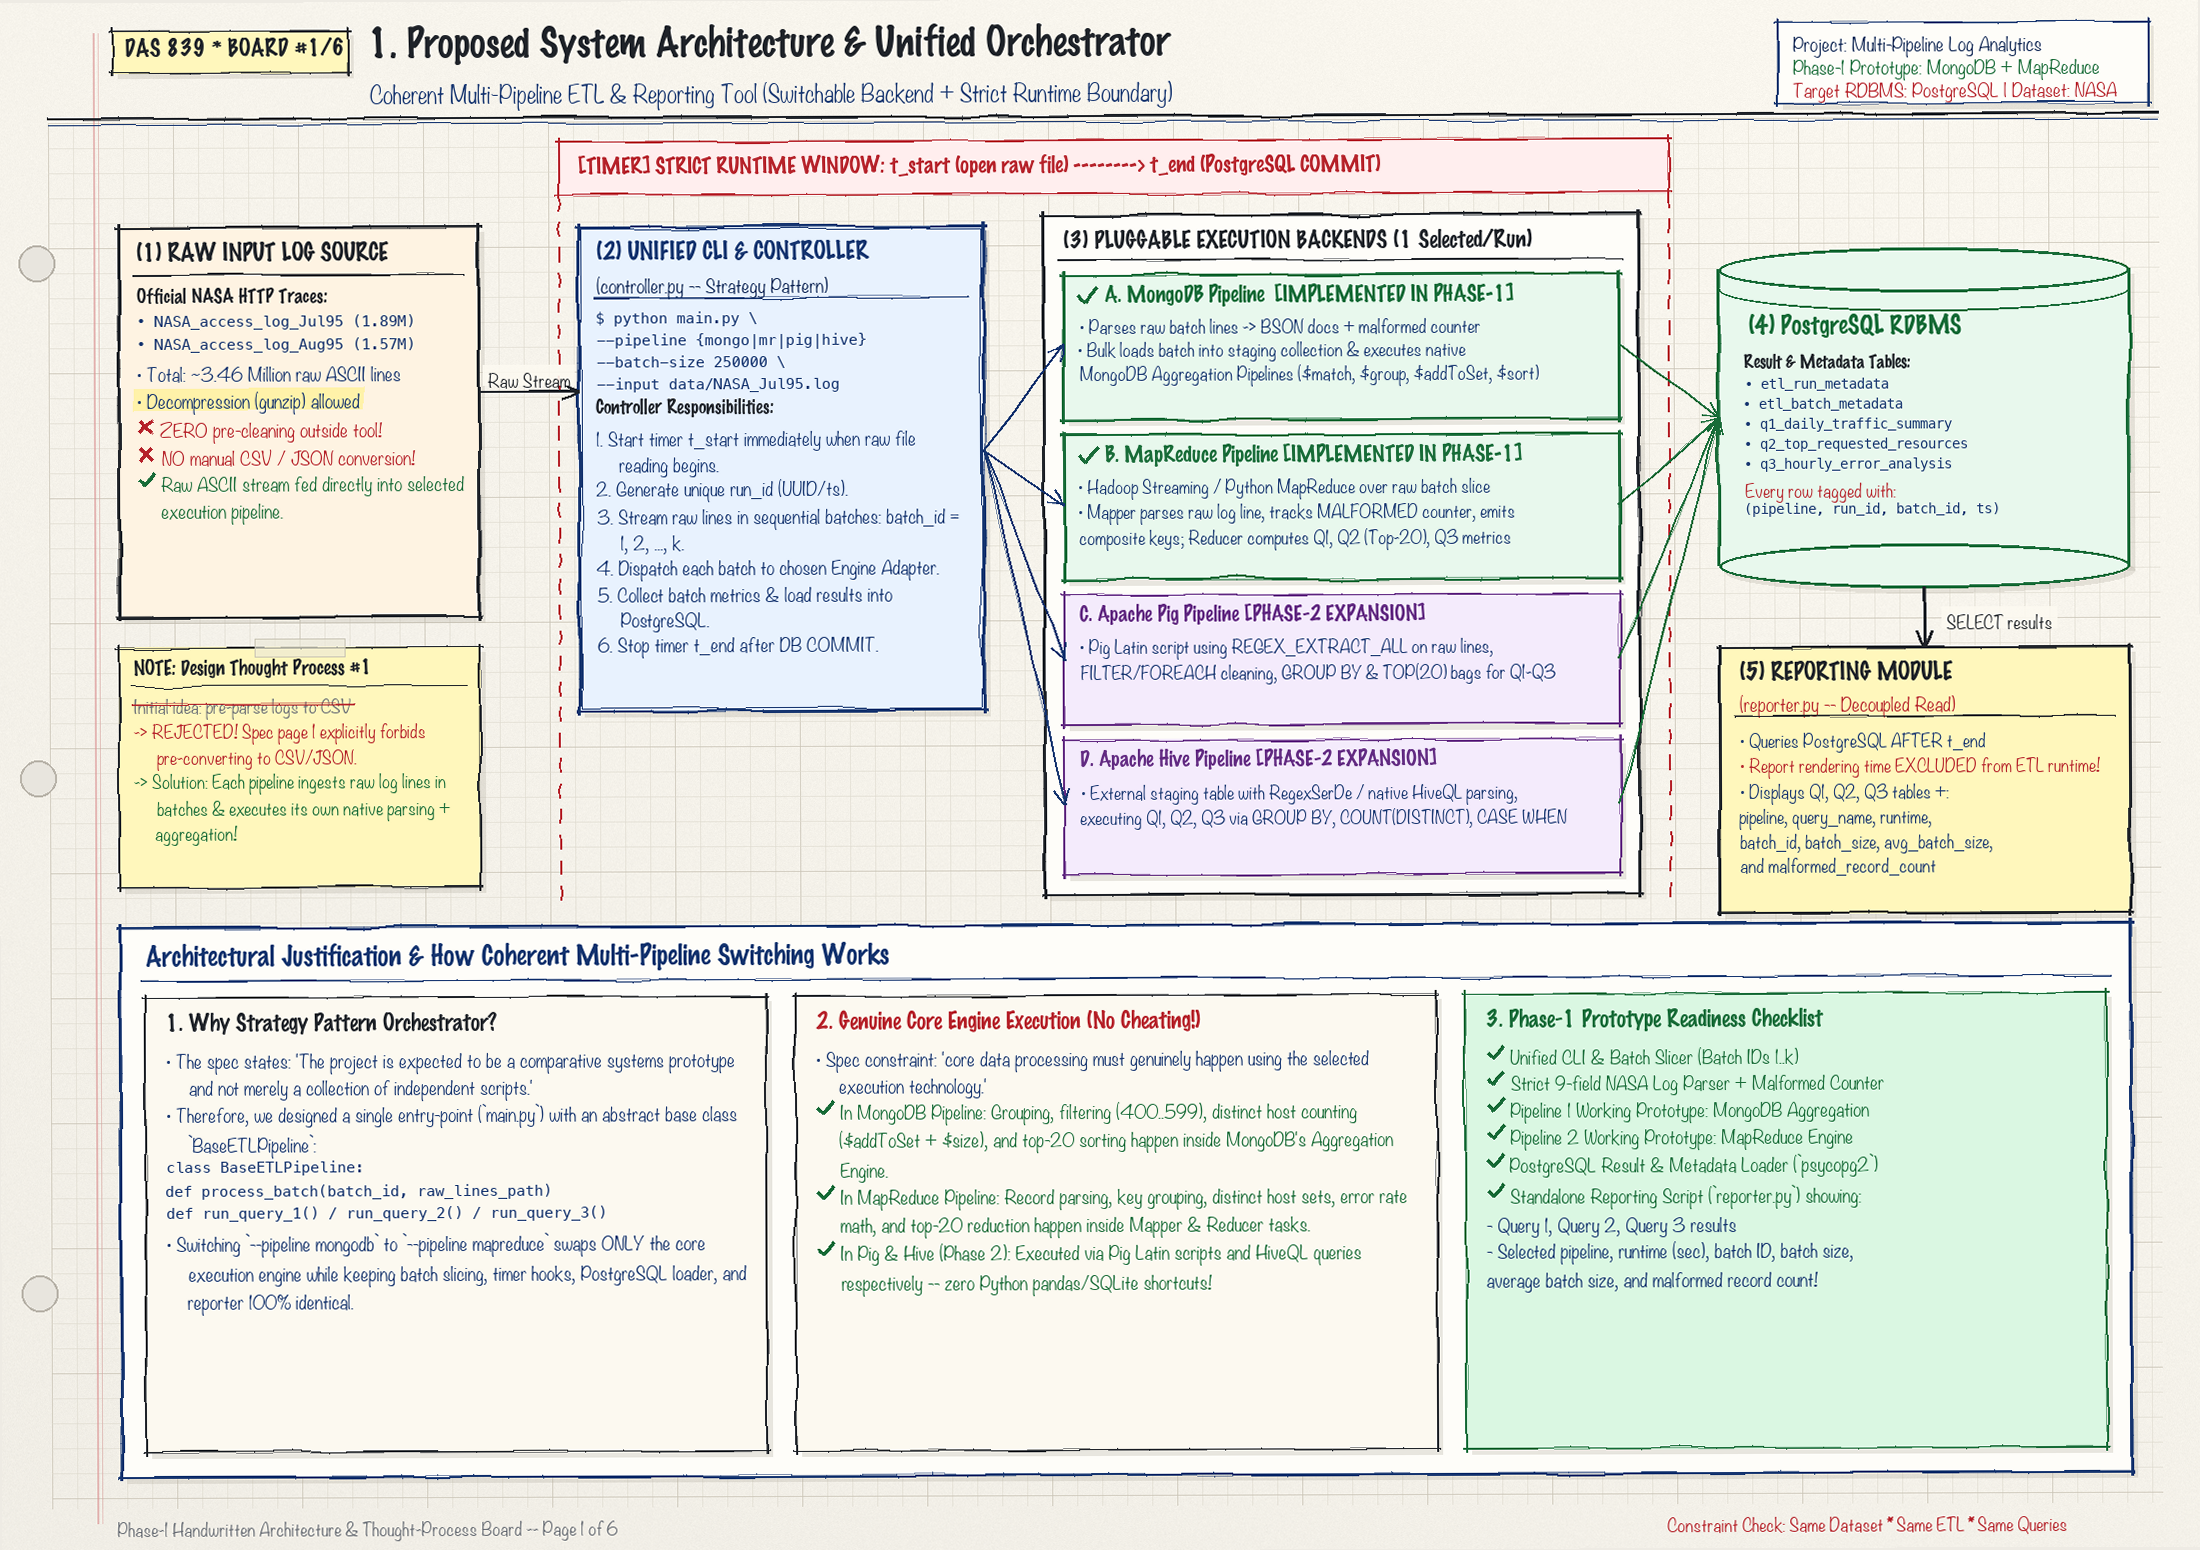 DAS 839 * BOARD #1/6
1. Proposed System Architecture & Unified Orchestrator
Coherent Multi-Pipeline ETL & Reporting Tool (Switchable Backend + Strict Runtime Boundary)
Project: Multi-Pipeline Log Analytics
Phase-1 Prototype: MongoDB + MapReduce
Target RDBMS: PostgreSQL | Dataset: NASA
[TIMER] STRICT RUNTIME WINDOW: t_start (open raw file) --------> t_end (PostgreSQL COMMIT)
(1) RAW INPUT LOG SOURCE
Official NASA HTTP Traces:
• NASA_access_log_Jul95 (1.89M)
• NASA_access_log_Aug95 (1.57M)
• Total: ~3.46 Million raw ASCII lines
• Decompression (gunzip) allowed
✗ ZERO pre-cleaning outside tool!
✗ NO manual CSV / JSON conversion!
✓ Raw ASCII stream fed directly into selected
execution pipeline.
Raw Stream
NOTE: Design Thought Process #1
Initial idea: pre-parse logs to CSV
-> REJECTED! Spec page 1 explicitly forbids
pre-converting to CSV/JSON.
-> Solution: Each pipeline ingests raw log lines in
batches & executes its own native parsing +
aggregation!
(2) UNIFIED CLI & CONTROLLER
(controller.py -- Strategy Pattern)
$ python main.py \
--pipeline {mongo|mr|pig|hive}
--batch-size 250000 \
--input data/NASA_Jul95.log
Controller Responsibilities:
1. Start timer t_start immediately when raw file
reading begins.
2. Generate unique run_id (UUID/ts).
3. Stream raw lines in sequential batches: batch_id =
1, 2, ..., k.
4. Dispatch each batch to chosen Engine Adapter.
5. Collect batch metrics & load results into
PostgreSQL.
6. Stop timer t_end after DB COMMIT.
(3) PLUGGABLE EXECUTION BACKENDS (1 Selected/Run)
✓ A. MongoDB Pipeline [IMPLEMENTED IN PHASE-1]
• Parses raw batch lines -> BSON docs + malformed counter
• Bulk loads batch into staging collection & executes native
MongoDB Aggregation Pipelines ($match, $group, $addToSet, $sort)
✓ B. MapReduce Pipeline [IMPLEMENTED IN PHASE-1]
• Hadoop Streaming / Python MapReduce over raw batch slice
• Mapper parses raw log line, tracks MALFORMED counter, emits
composite keys; Reducer computes Q1, Q2 (Top-20), Q3 metrics
C. Apache Pig Pipeline [PHASE-2 EXPANSION]
• Pig Latin script using REGEX_EXTRACT_ALL on raw lines,
FILTER/FOREACH cleaning, GROUP BY & TOP(20) bags for Q1-Q3
D. Apache Hive Pipeline [PHASE-2 EXPANSION]
• External staging table with RegexSerDe / native HiveQL parsing,
executing Q1, Q2, Q3 via GROUP BY, COUNT(DISTINCT), CASE WHEN
(4) PostgreSQL RDBMS
Result & Metadata Tables:
• etl_run_metadata
• etl_batch_metadata
• q1_daily_traffic_summary
• q2_top_requested_resources
• q3_hourly_error_analysis
Every row tagged with:
(pipeline, run_id, batch_id, ts)
SELECT results
(5) REPORTING MODULE
(reporter.py -- Decoupled Read)
• Queries PostgreSQL AFTER t_end
• Report rendering time EXCLUDED from ETL runtime!
• Displays Q1, Q2, Q3 tables +:
pipeline, query_name, runtime,
batch_id, batch_size, avg_batch_size,
and malformed_record_count
Architectural Justification & How Coherent Multi-Pipeline Switching Works
1. Why Strategy Pattern Orchestrator?
• The spec states: 'The project is expected to be a comparative systems prototype
and not merely a collection of independent scripts.'
• Therefore, we designed a single entry-point (`main.py`) with an abstract base class
`BaseETLPipeline`:
class BaseETLPipeline:
def process_batch(batch_id, raw_lines_path)
def run_query_1() / run_query_2() / run_query_3()
• Switching `--pipeline mongodb` to `--pipeline mapreduce` swaps ONLY the core
execution engine while keeping batch slicing, timer hooks, PostgreSQL loader, and
reporter 100% identical.
2. Genuine Core Engine Execution (No Cheating!)
• Spec constraint: 'core data processing must genuinely happen using the selected
execution technology.'
✓ In MongoDB Pipeline: Grouping, filtering (400..599), distinct host counting
($addToSet + $size), and top-20 sorting happen inside MongoDB's Aggregation
Engine.
✓ In MapReduce Pipeline: Record parsing, key grouping, distinct host sets, error rate
math, and top-20 reduction happen inside Mapper & Reducer tasks.
✓ In Pig & Hive (Phase 2): Executed via Pig Latin scripts and HiveQL queries
respectively -- zero Python pandas/SQLite shortcuts!
3. Phase-1 Prototype Readiness Checklist
✓ Unified CLI & Batch Slicer (Batch IDs 1..k)
✓ Strict 9-field NASA Log Parser + Malformed Counter
✓ Pipeline 1 Working Prototype: MongoDB Aggregation
✓ Pipeline 2 Working Prototype: MapReduce Engine
✓ PostgreSQL Result & Metadata Loader (`psycopg2`)
✓ Standalone Reporting Script (`reporter.py`) showing:
- Query 1, Query 2, Query 3 results
- Selected pipeline, runtime (sec), batch ID, batch size,
average batch size, and malformed record count!
Phase-1 Handwritten Architecture & Thought-Process Board -- Page 1 of 6
Constraint Check: Same Dataset * Same ETL * Same Queries